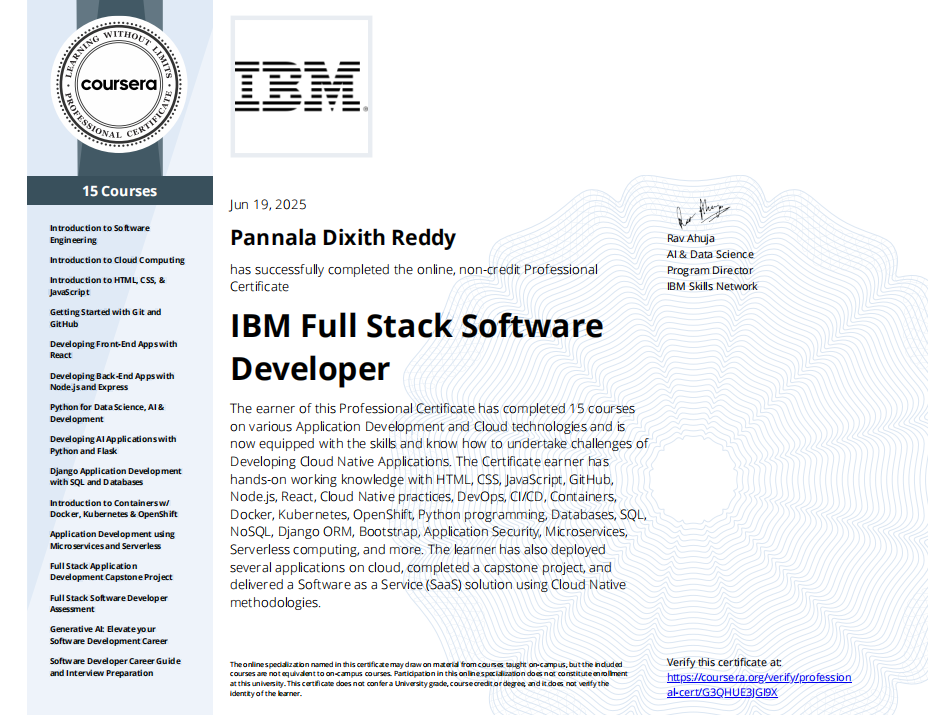 LEARNING WITHOUT LIMITS
coursera
PROFESSIONAL CERTIFICATE
15 Courses
Introduction to Software
Engineering
Introduction to Cloud Computing
Introduction to HTML, CSS, &
JavaScript
Getting Started with Git and
GitHub
Developing Front-End Apps with
React
Developing Back-End Apps with
Node.js and Express
Python for Data Science, AI &
Development
Developing AI Applications with
Python and Flask
Django Application Development
with SQL and Databases
Introduction to Containers w/
Docker, Kubernetes & OpenShift
Application Development using
Microservices and Serverless
Full Stack Application
Development Capstone Project
Full Stack Software Developer
Assessment
Generative AI: Elevate your
Software Development Career
Software Developer Career Guide
and Interview Preparation
IBM®
Jun 19, 2025
Pannala Dixith Reddy
has successfully completed the online, non-credit Professional
Certificate
IBM Full Stack Software
Developer
The earner of this Professional Certificate has completed 15 courses
on various Application Development and Cloud technologies and is
now equipped with the skills and know how to undertake challenges of
Developing Cloud Native Applications. The Certificate earner has
hands-on working knowledge with HTML, CSS, JavaScript, GitHub,
Node.js, React, Cloud Native practices, DevOps, CI/CD, Containers,
Docker, Kubernetes, OpenShift, Python programming, Databases, SQL,
NoSQL, Django ORM, Bootstrap, Application Security, Microservices,
Serverless computing, and more. The learner has also deployed
several applications on cloud, completed a capstone project, and
delivered a Software as a Service (SaaS) solution using Cloud Native
methodologies.
The online specialization named in this certificate may draw on material from courses taught on-campus, but the included
courses are not equivalent to on-campus courses. Participation in this online specialization does not constitute enrollment
at this university. This certificate does not confer a University grade, course credit or degree, and it does not verify the
identity of the learner.
Rav Ahuja
Rav Ahuja
AI & Data Science
Program Director
IBM Skills Network
Verify this certificate at:
https://coursera.org/verify/profession
al-cert/G3QHUE3JGI9X